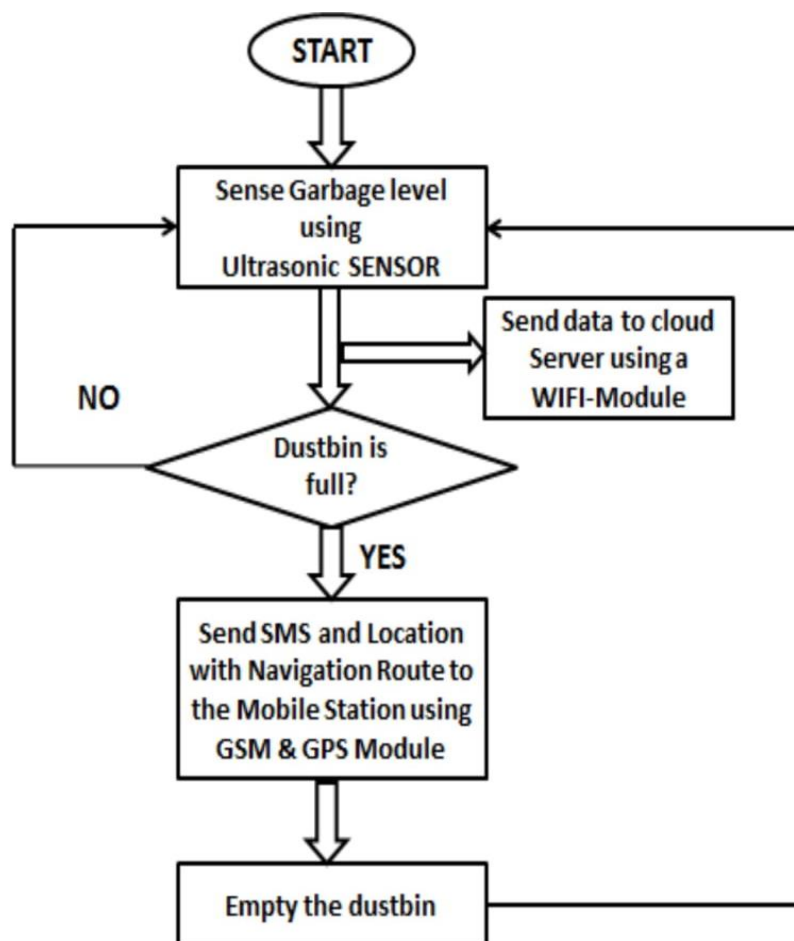 START
Sense Garbage level
using
Ultrasonic SENSOR
Send data to cloud
Server using a
WIFI-Module
NO
Dustbin is
full?
YES
Send SMS and Location
with Navigation Route to
the Mobile Station using
GSM & GPS Module
Empty the dustbin